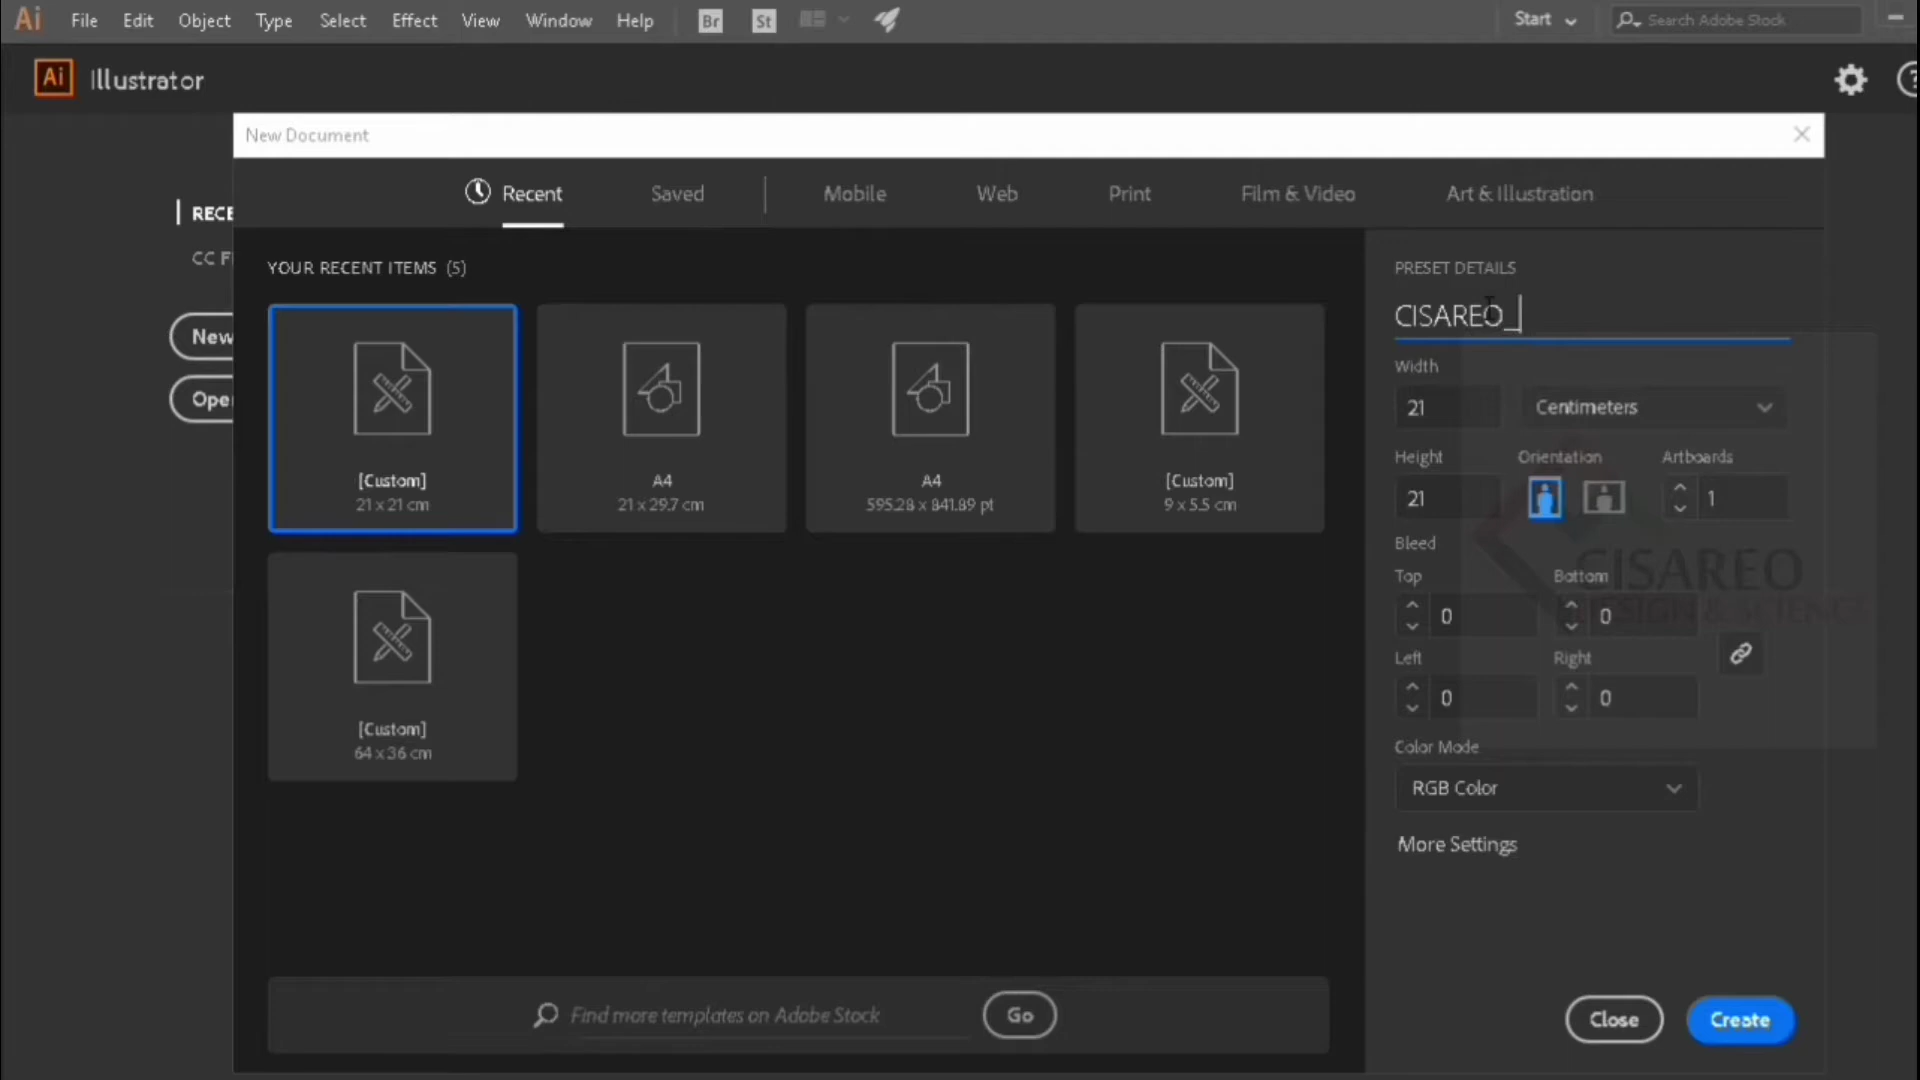 Ai File Edit Object Type Select Effect View Window Help Br St Start Search Adobe Stock
Ai Illustrator
New Document
Recent Saved Mobile Web Print Film & Video Art & Illustration
RECE
CC F
New
Ope
YOUR RECENT ITEMS (5)
[Custom]
21 x 21 cm
A4
21 x 29.7 cm
A4
595.28 x 841.89 pt
[Custom]
9 x 5.5 cm
[Custom]
64 x 36 cm
Find more templates on Adobe Stock Go
PRESET DETAILS
CISAREO_
Width
21 Centimeters
Height Orientation Artboards
21 1
Bleed
Top Bottom
0 0
Left Right
0 0
Color Mode
RGB Color
More Settings
Close Create
CISAREO
DESIGN & SCIENCE